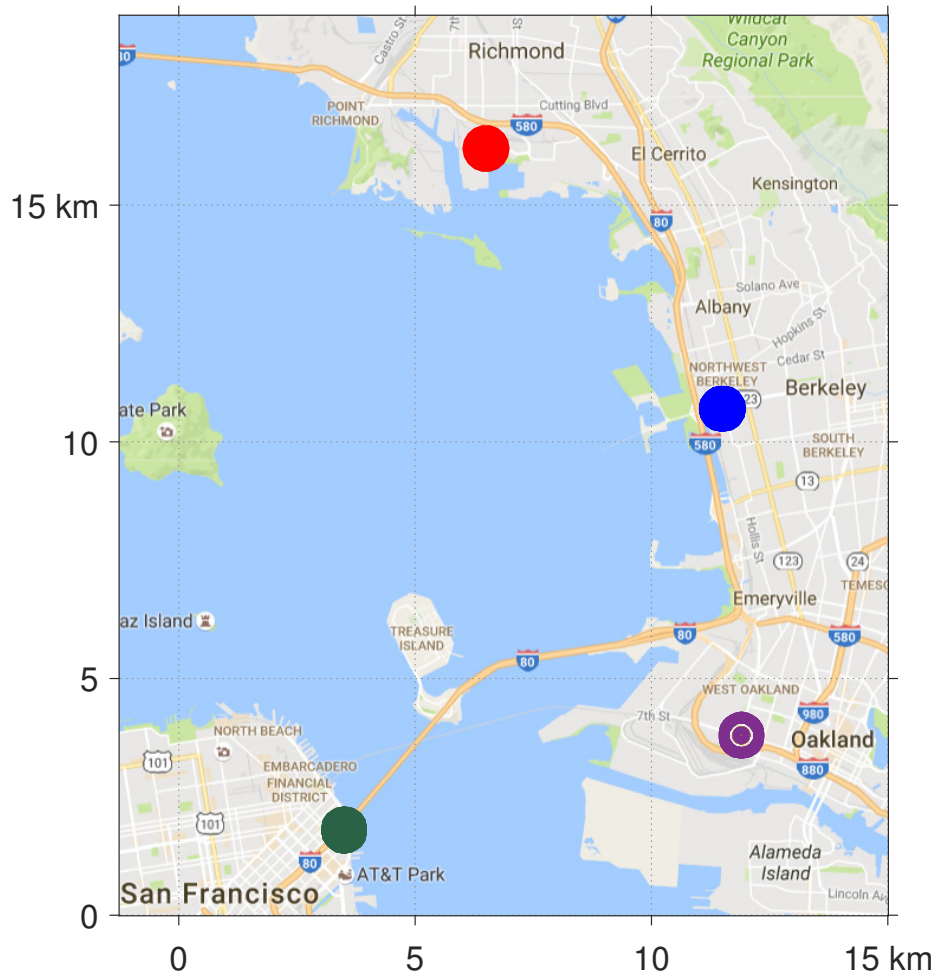 Wildcat
Canyon
Regional Park
Castro St
7th
St
Richmond
80
POINT
RICHMOND
Cutting Blvd
580
El Cerrito
Kensington
15 km
80
Solano Ave
Albany
Hopkins St
Cedar St
NORTHWEST
BERKELEY
Berkeley
23
ate Park
10
580
SOUTH
BERKELEY
13
Hollis St
123
24
TEMESC
Emeryville
az Island
TREASURE
ISLAND
80
580
80
5
WEST OAKLAND
7th St
980
Oakland
NORTH BEACH
101
880
EMBARCADERO
FINANCIAL
DISTRICT
101
80
AT&T Park
Alameda
Island
San Francisco
Lincoln Av
0
0
5
10
15 km